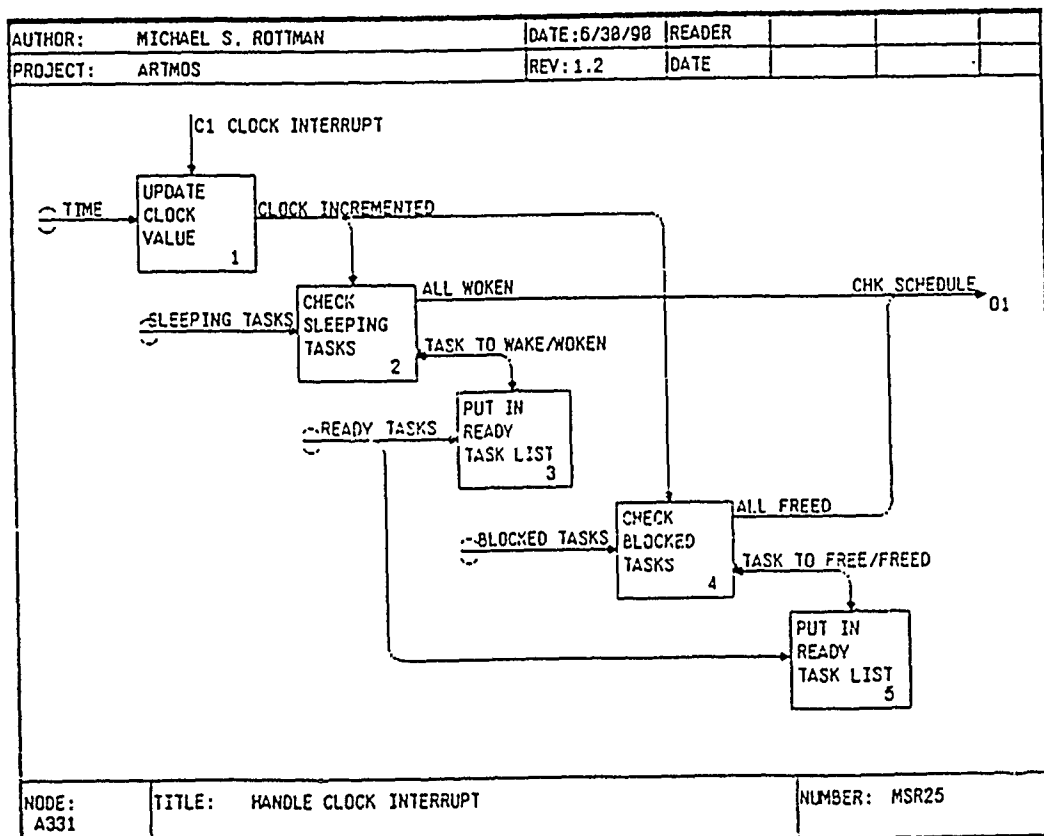 AUTHOR: MICHAEL S. ROTTMAN DATE:6/30/90 READER
PROJECT: ARTMOS REV:1.2 DATE
C1 CLOCK INTERRUPT
TIME
UPDATE
CLOCK
VALUE
1
CLOCK INCREMENTED
CHECK
SLEEPING
TASKS
2
ALL WOKEN
CHK SCHEDULE
O1
SLEEPING TASKS
TASK TO WAKE/WOKEN
PUT IN
READY
TASK LIST
3
READY TASKS
CHECK
BLOCKED
TASKS
4
ALL FREED
BLOCKED TASKS
TASK TO FREE/FREED
PUT IN
READY
TASK LIST
5
NODE: TITLE: HANDLE CLOCK INTERRUPT NUMBER: MSR25
A331